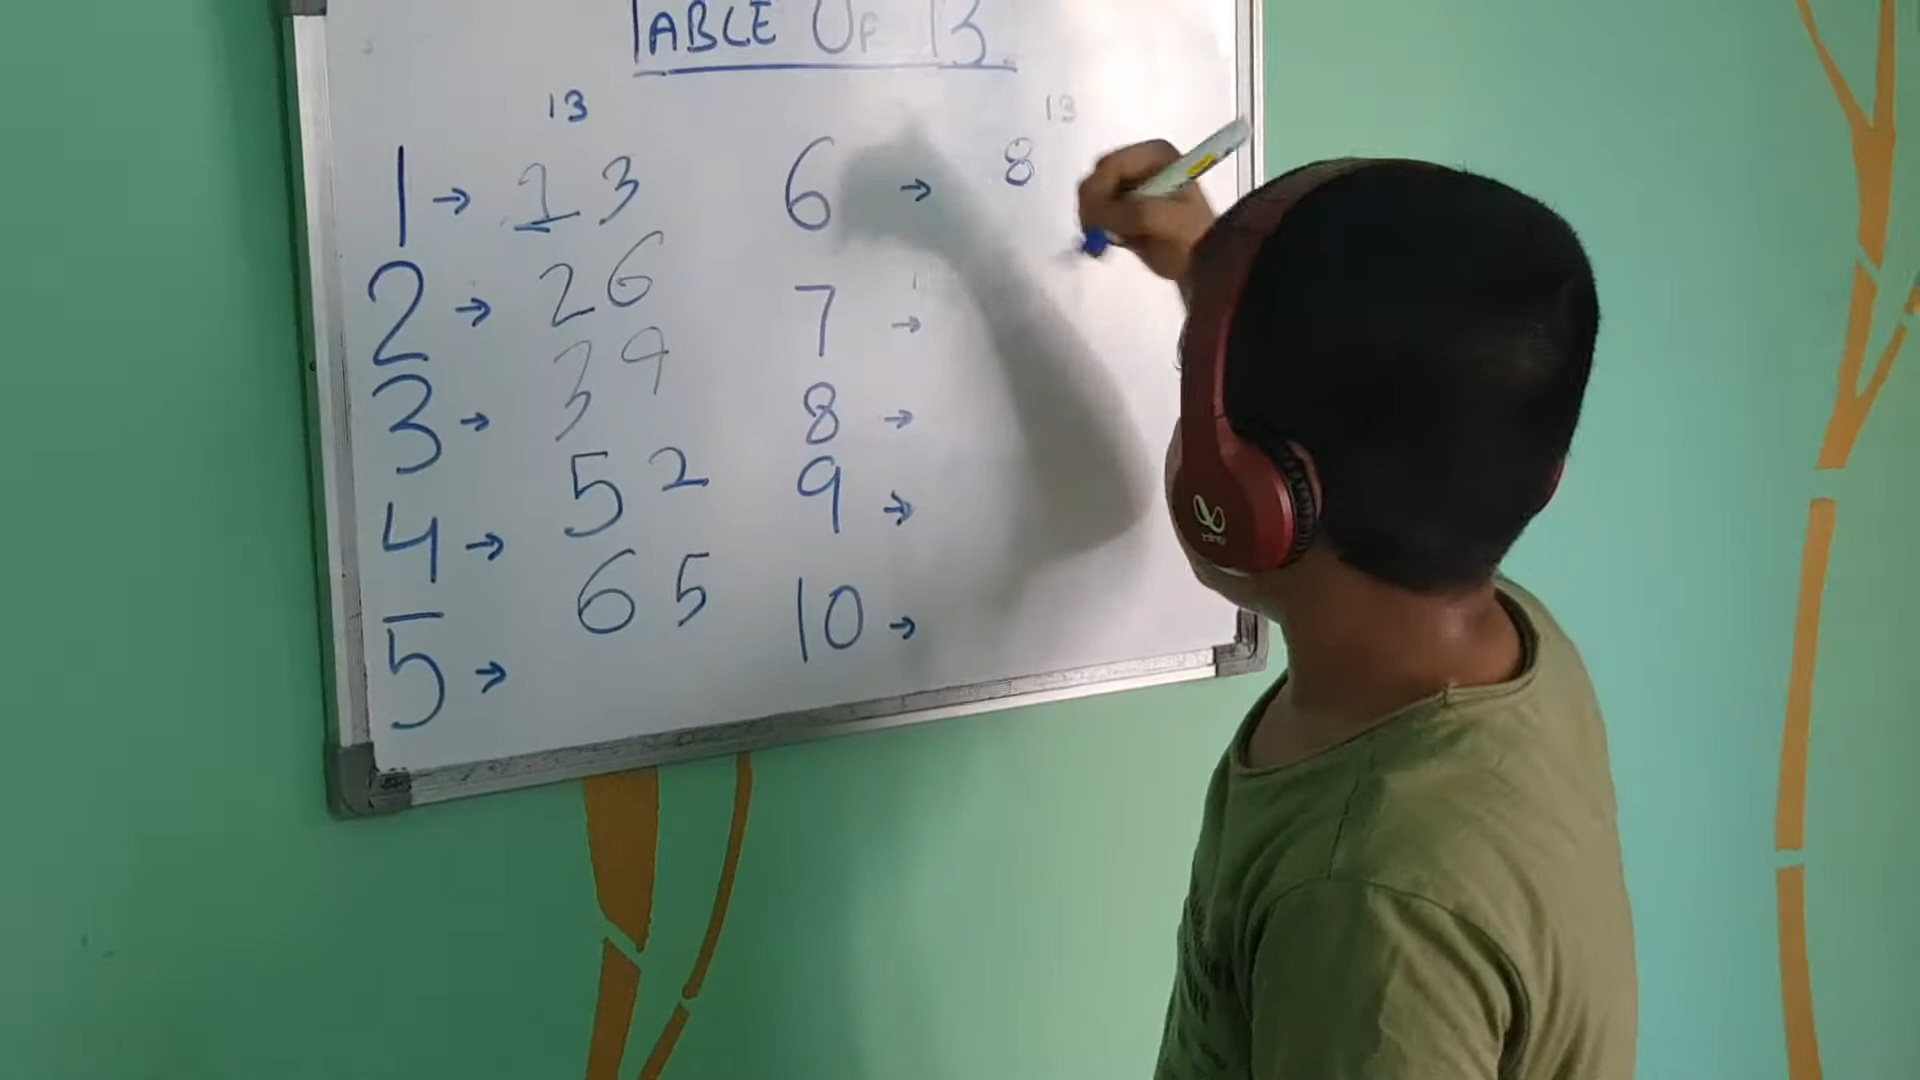 TABLE OF 13
13
1 → 13
2 → 26
3 → 39
4 → 52
5 → 65
13
6 → 8
7 →
8 →
9 →
10 →